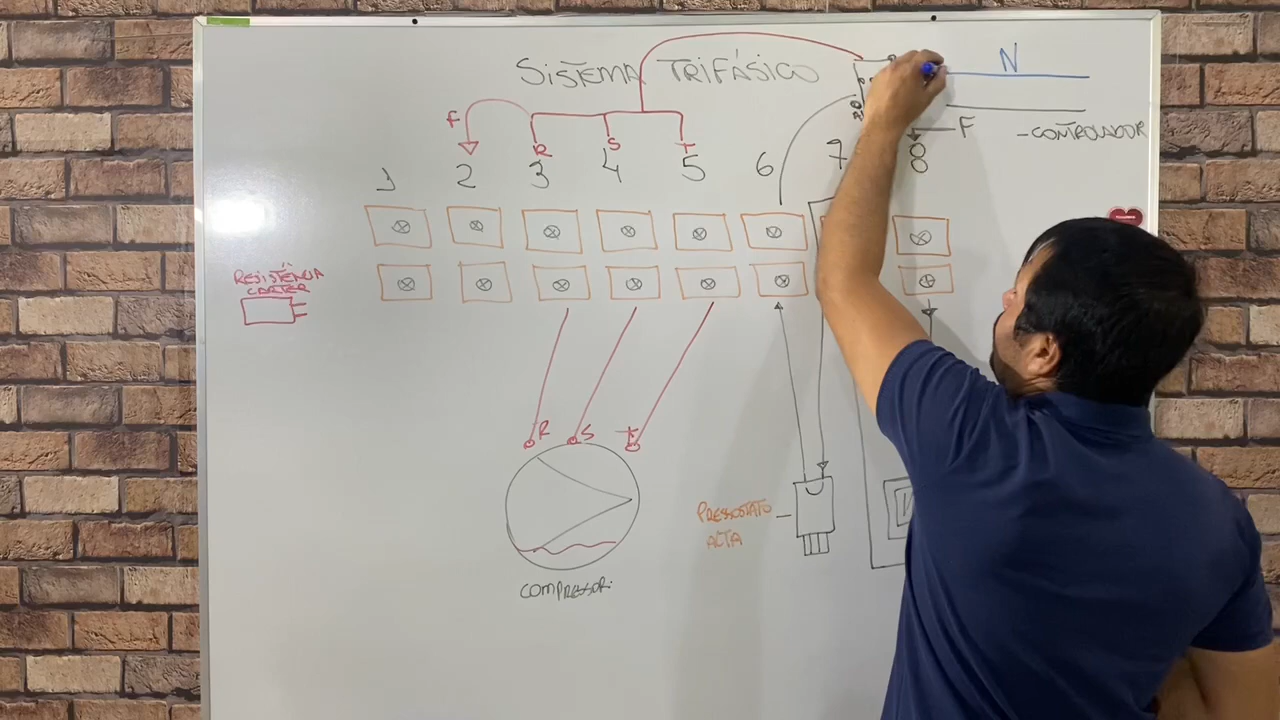 SISTEMA TRIFÁSICO
N
F
F
-CONTROLADOR
R S T
1 2 3 4 5 6 7 8
RESISTÊNCIA
CARTER
R S T
PRESSOSTATO
ALTA
COMPRESSOR